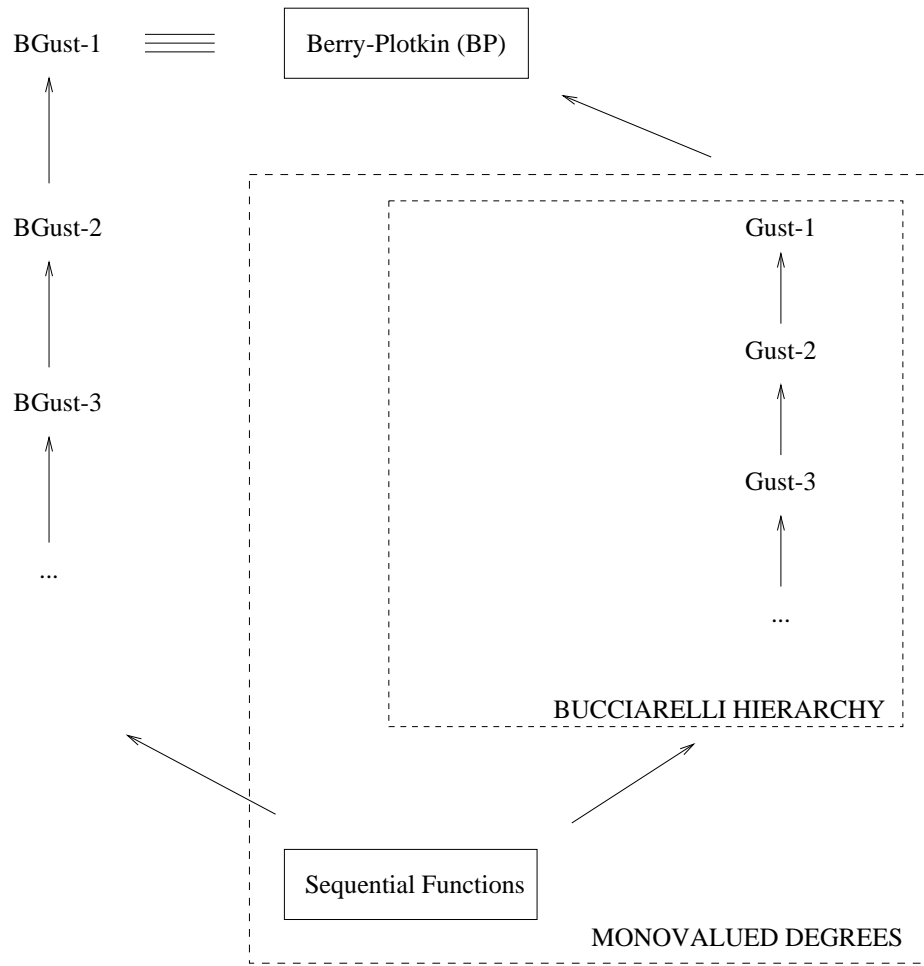 BGust-1
Berry-Plotkin (BP)
BGust-2
Gust-1
Gust-2
BGust-3
Gust-3
...
...
BUCCIARELLI HIERARCHY
Sequential Functions
MONOVALUED DEGREES